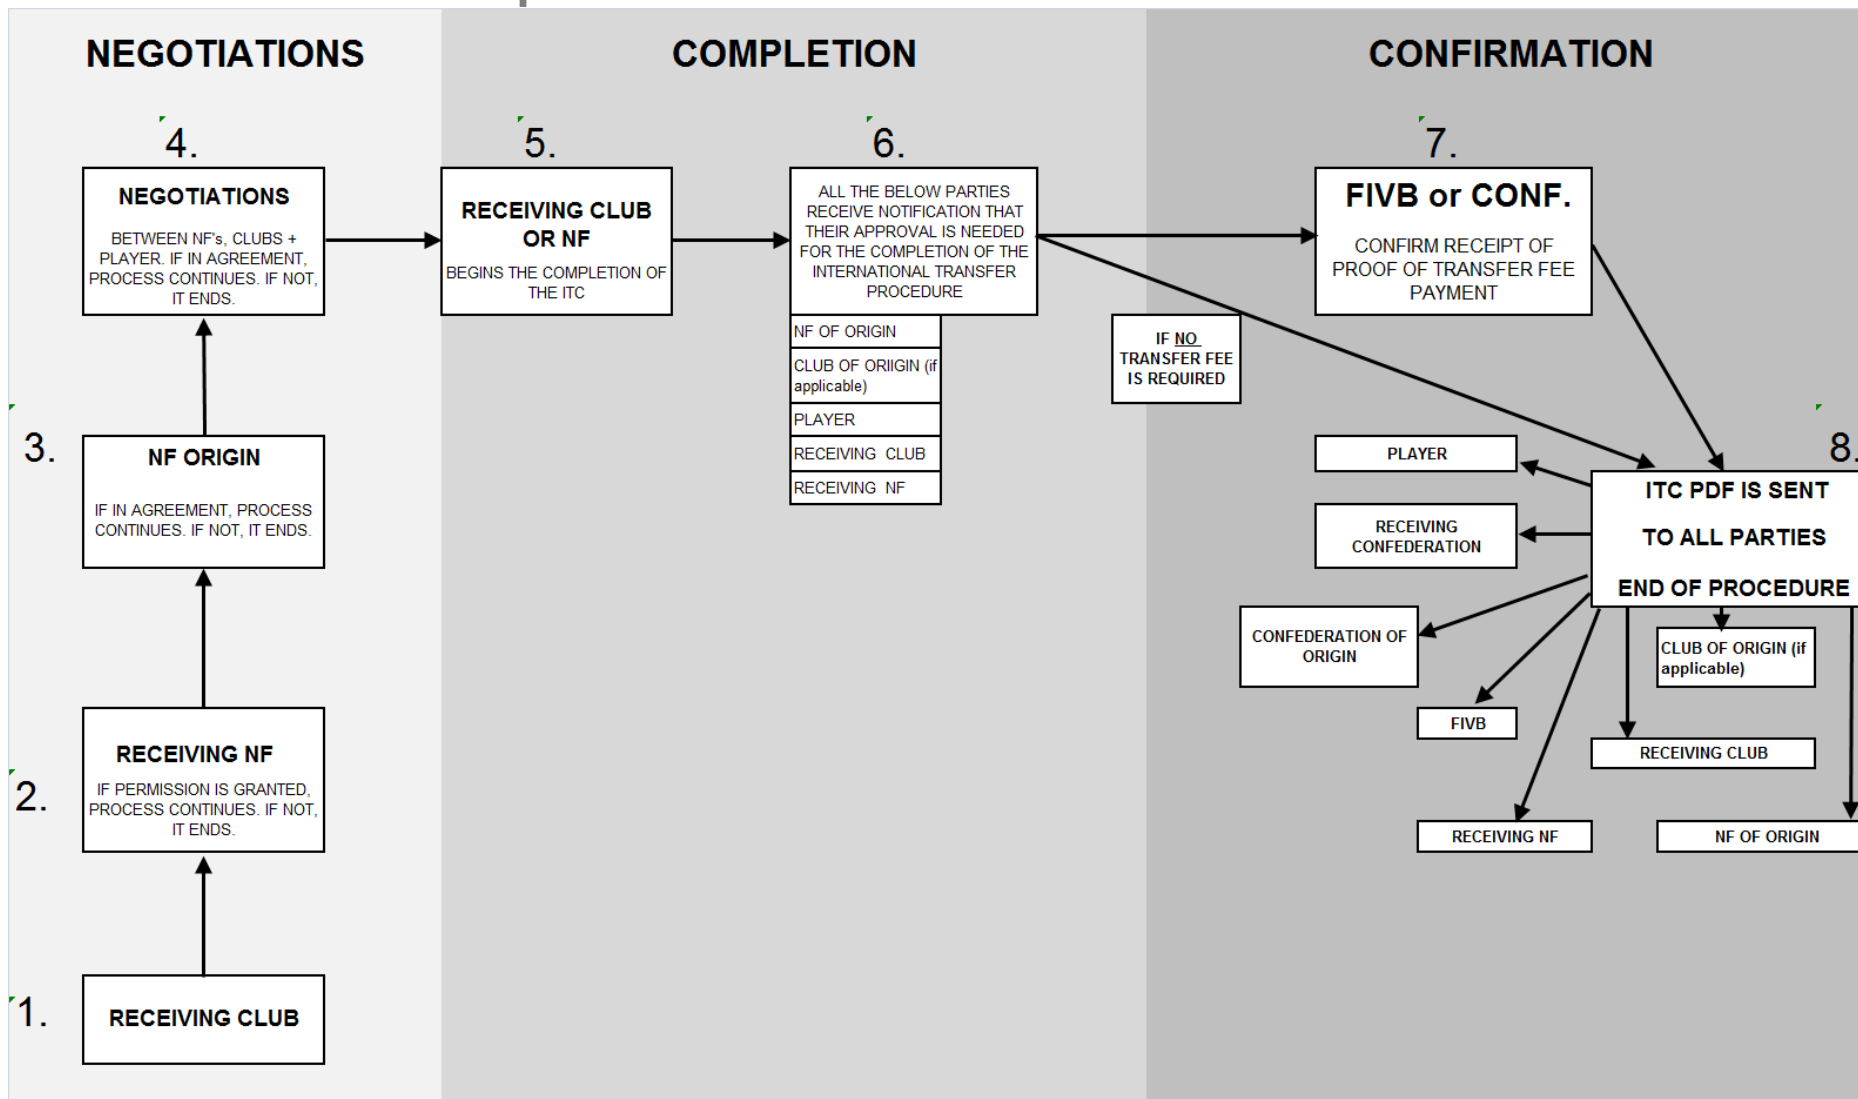 NEGOTIATIONS
COMPLETION
CONFIRMATION
4.
NEGOTIATIONS
BETWEEN NF's, CLUBS +
PLAYER. IF IN AGREEMENT,
PROCESS CONTINUES. IF NOT,
IT ENDS.
5.
RECEIVING CLUB
OR NF
BEGINS THE COMPLETION OF
THE ITC
6.
ALL THE BELOW PARTIES
RECEIVE NOTIFICATION THAT
THEIR APPROVAL IS NEEDED
FOR THE COMPLETION OF THE
INTERNATIONAL TRANSFER
PROCEDURE
NF OF ORIGIN
CLUB OF ORIIGIN (if
applicable)
PLAYER
RECEIVING CLUB
RECEIVING NF
IF NO
TRANSFER FEE
IS REQUIRED
7.
FIVB or CONF.
CONFIRM RECEIPT OF
PROOF OF TRANSFER FEE
PAYMENT
3.
NF ORIGIN
IF IN AGREEMENT, PROCESS
CONTINUES. IF NOT, IT ENDS.
2.
RECEIVING NF
IF PERMISSION IS GRANTED,
PROCESS CONTINUES. IF NOT,
IT ENDS.
1.
RECEIVING CLUB
8.
ITC PDF IS SENT
TO ALL PARTIES
END OF PROCEDURE
PLAYER
RECEIVING
CONFEDERATION
CONFEDERATION OF
ORIGIN
FIVB
RECEIVING NF
RECEIVING CLUB
CLUB OF ORIGIN (if
applicable)
NF OF ORIGIN